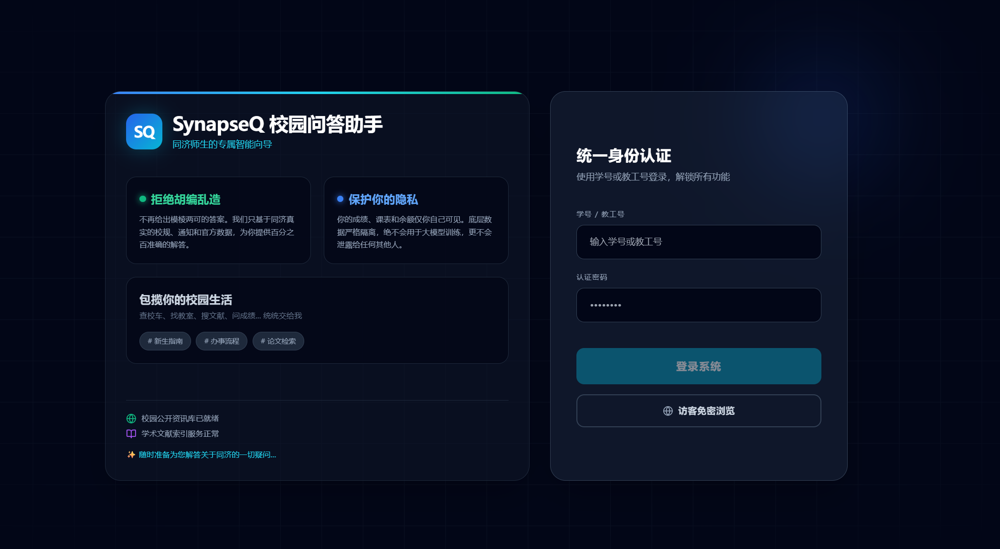 SQ
SynapseQ 校园问答助手
同济师生的专属智能向导
拒绝胡编乱造
不再给出模棱两可的答案。我们只基于同济真
实的校规、通知和官方数据，为你提供百分之
百准确的解答。
保护你的隐私
你的成绩、课表和余额仅你自己可见。底层数
据严格隔离，绝不会用于大模型训练，更不会
泄露给任何其他人。
包揽你的校园生活
查校车、找教室、搜文献、问成绩... 统统交给我
# 新生指南
# 办事流程
# 论文检索
校园公开资讯库已就绪
学术文献索引服务正常
✨ 随时准备为您解答关于同济的一切疑问...
统一身份认证
使用学号或教工号登录，解锁所有功能
学号 / 教工号
输入学号或教工号
认证密码
••••••••
登录系统
访客免密浏览